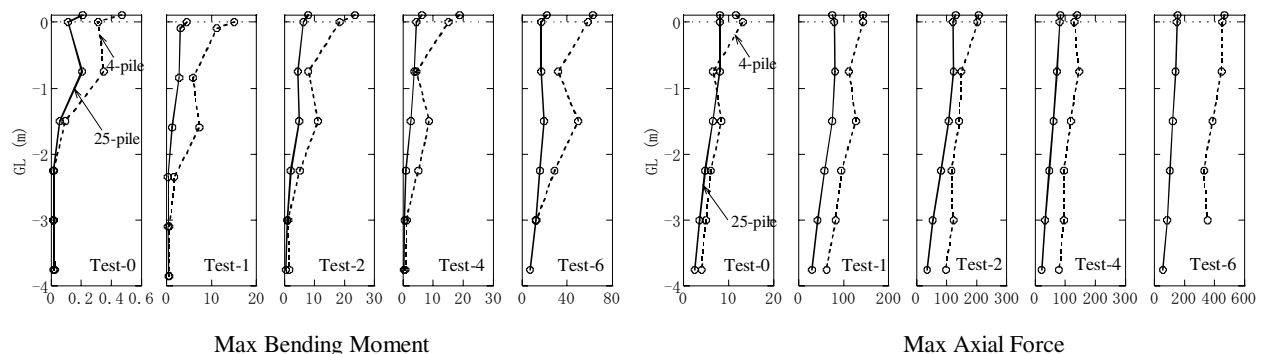 0
−1
−2
−3
−4
GL (m)
4-pile
25-pile
Test-0
0 0.2 0.4 0.6
Test-1
0 10 20
Test-2
0 10 20 30
Test-4
0 10 20 30
Test-6
0 40 80
Max Bending Moment
0
−1
−2
−3
−4
GL (m)
4-pile
25-pile
Test-0
0 10 20
Test-1
0 100 200
Test-2
0 100 200 300
Test-4
0 100 200 300
Test-6
0 200 400 600
Max Axial Force